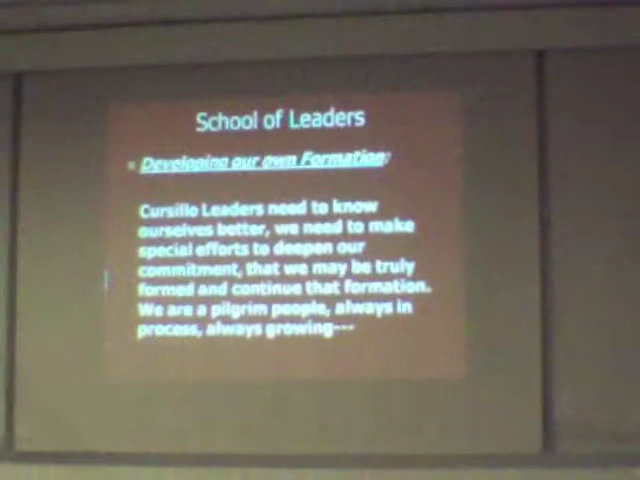 School of Leaders
Developing our own Formation:
Cursillo Leaders need to know
ourselves better, we need to make
special efforts to deepen our
commitment, that we may be truly
formed and continue that formation.
We are a pilgrim people, always in
process, always growing---